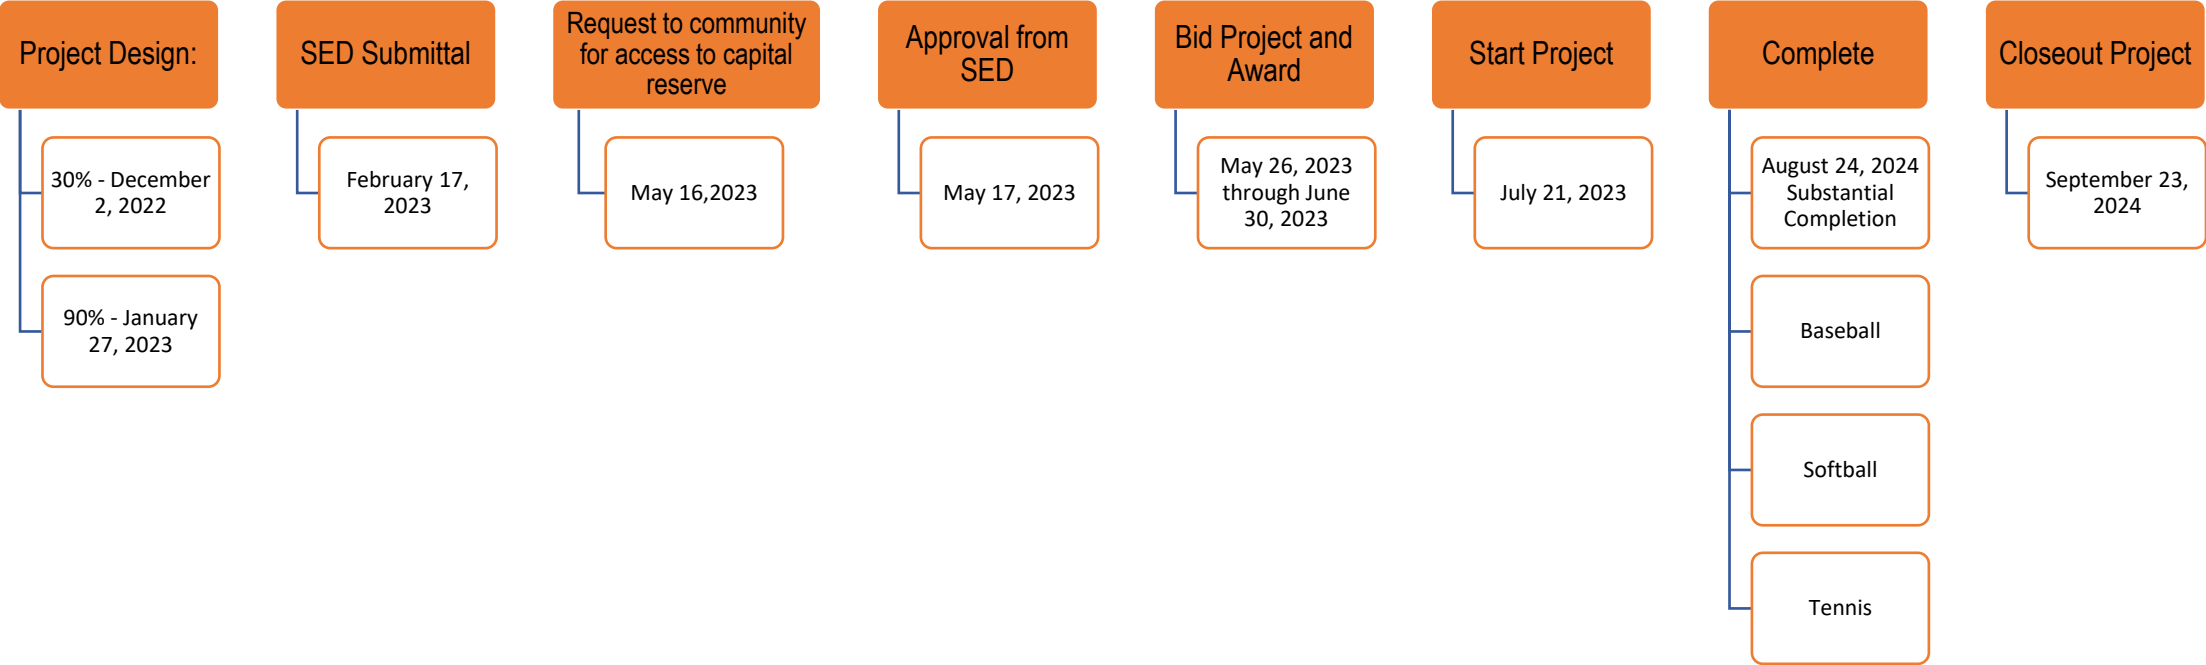 Project Design:
30% - December
2, 2022
90% - January
27, 2023
SED Submittal
February 17,
2023
Request to community
for access to capital
reserve
May 16,2023
Approval from
SED
May 17, 2023
Bid Project and
Award
May 26, 2023
through June
30, 2023
Start Project
July 21, 2023
Complete
August 24, 2024
Substantial
Completion
Baseball
Softball
Tennis
Closeout Project
September 23,
2024